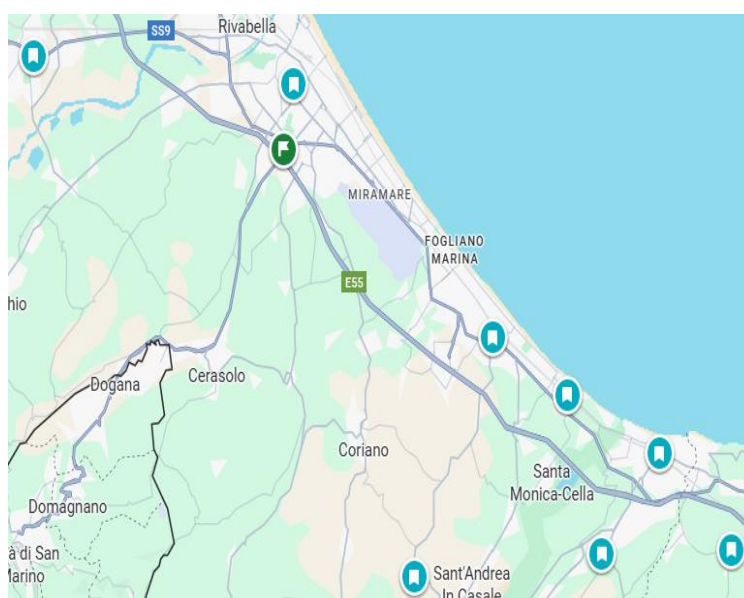 SS9
Rivabella
MIRAMARE
FOGLIANO
MARINA
E55
hio
Dogana
Cerasolo
Coriano
Santa
Monica-Cella
Domagnano
à di San
Marino
Sant'Andrea
In Casale